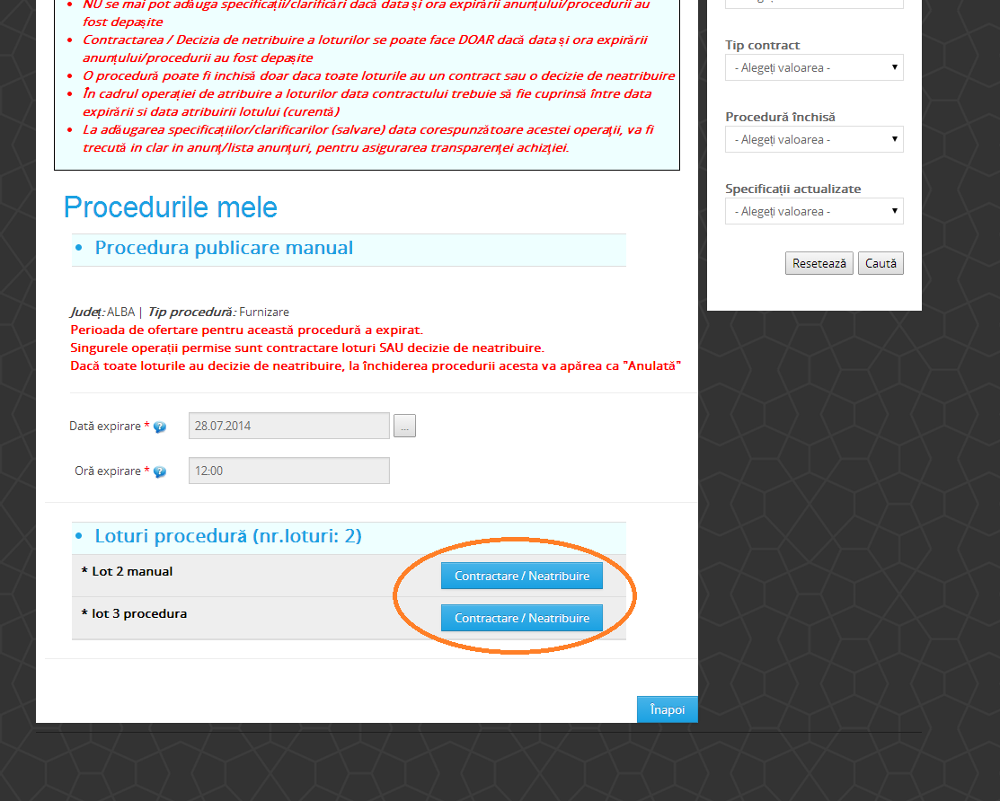 NU se mai pot adăuga specificații/clarificări dacă data și ora expirării anunțului/procedurii au
fost depașite
Contractarea / Decizia de netribuire a loturilor se poate face DOAR dacă data și ora expirării
anunțului/procedurii au fost depașite
O procedură poate fi inchisă doar daca toate loturile au un contract sau o decizie de neatribuire
În cadrul operației de atribuire a loturilor data contractului trebuie să fie cuprinsă între data
expirării si data atribuirii lotului (curentă)
La adăugarea specificațiilor/clarificarilor (salvare) data corespunzătoare acestei operații, va fi
trecută in clar in anunț/lista anunțuri, pentru asigurarea transparenței achizției.
Procedurile mele
Procedura publicare manual
Județ: ALBA | Tip procedură: Furnizare
Perioada de ofertare pentru această procedură a expirat.
Singurele operații permise sunt contractare loturi SAU decizie de neatribuire.
Dacă toate loturile au decizie de neatribuire, la închiderea procedurii acesta va apărea ca "Anulată"
Dată expirare * ? 28.07.2014 ...
Oră expirare * ? 12:00
Loturi procedură (nr.loturi: 2)
* Lot 2 manual Contractare / Neatribuire
* lot 3 procedura Contractare / Neatribuire
Înapoi
Tip contract
- Alegeți valoarea -
Procedură închisă
- Alegeți valoarea -
Specificații actualizate
- Alegeți valoarea -
Resetează Caută